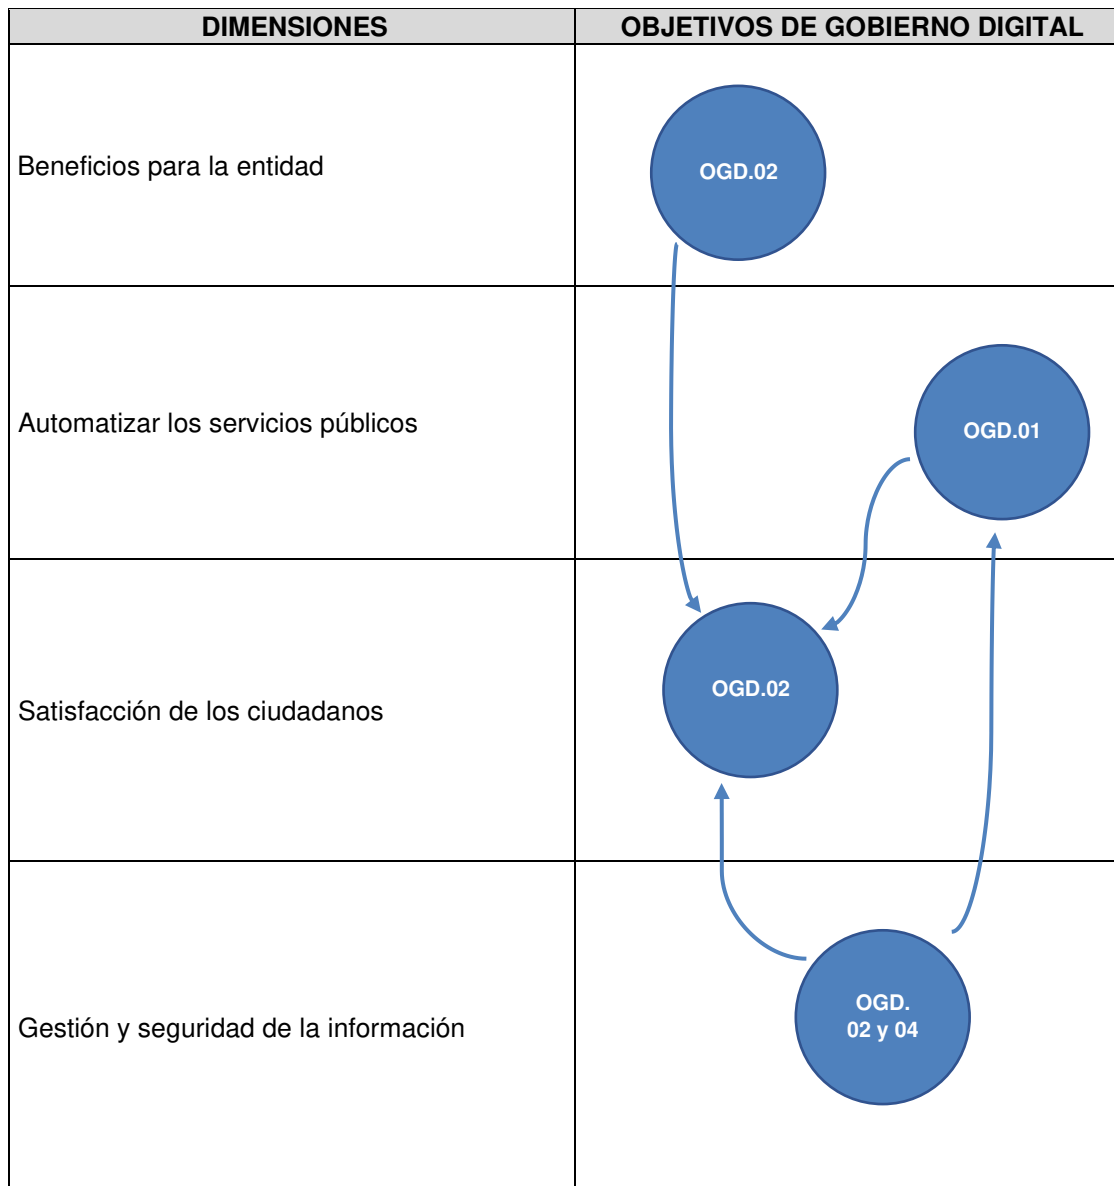 DIMENSIONES
OBJETIVOS DE GOBIERNO DIGITAL
Beneficios para la entidad
OGD.02
Automatizar los servicios públicos
OGD.01
Satisfacción de los ciudadanos
OGD.02
Gestión y seguridad de la información
OGD.
02 y 04